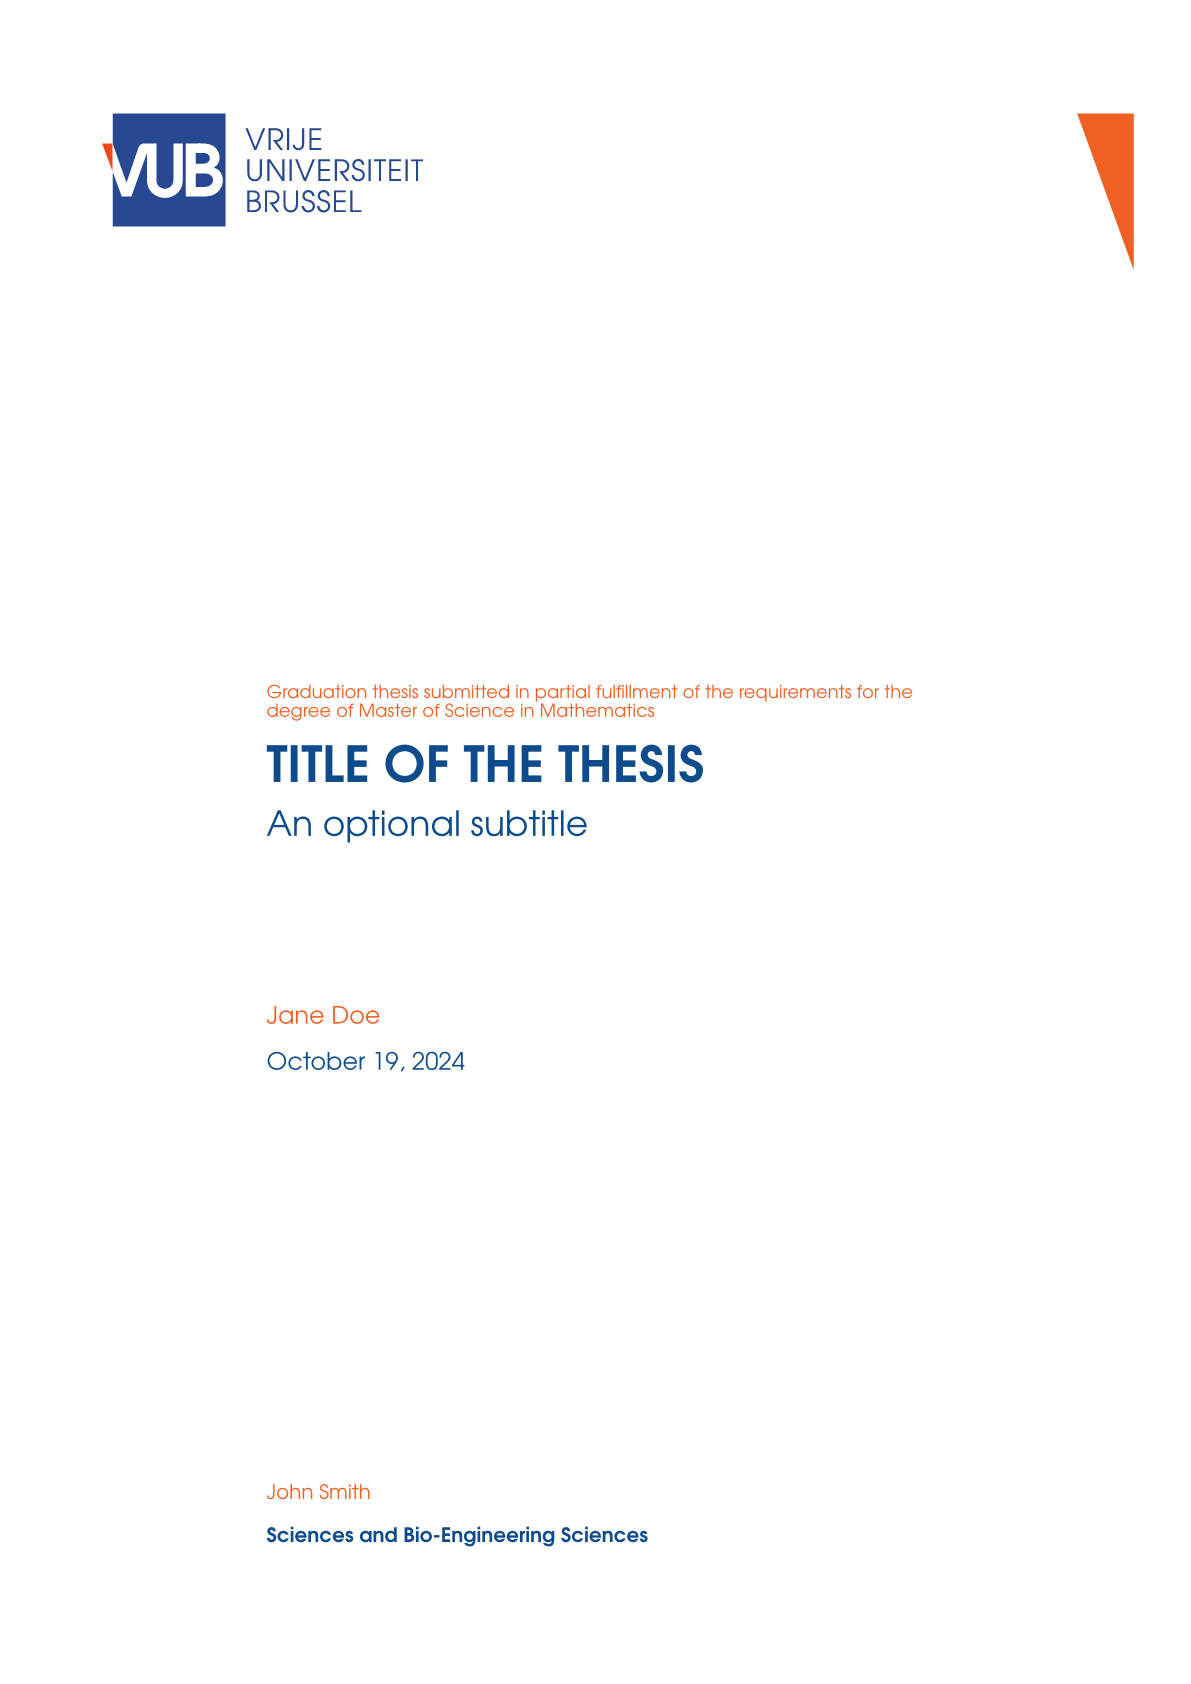 VUB
VRIJE
UNIVERSITEIT
BRUSSEL
Graduation thesis submitted in partial fulfillment of the requirements for the
degree of Master of Science in Mathematics
TITLE OF THE THESIS
An optional subtitle
Jane Doe
October 19, 2024
John Smith
Sciences and Bio-Engineering Sciences